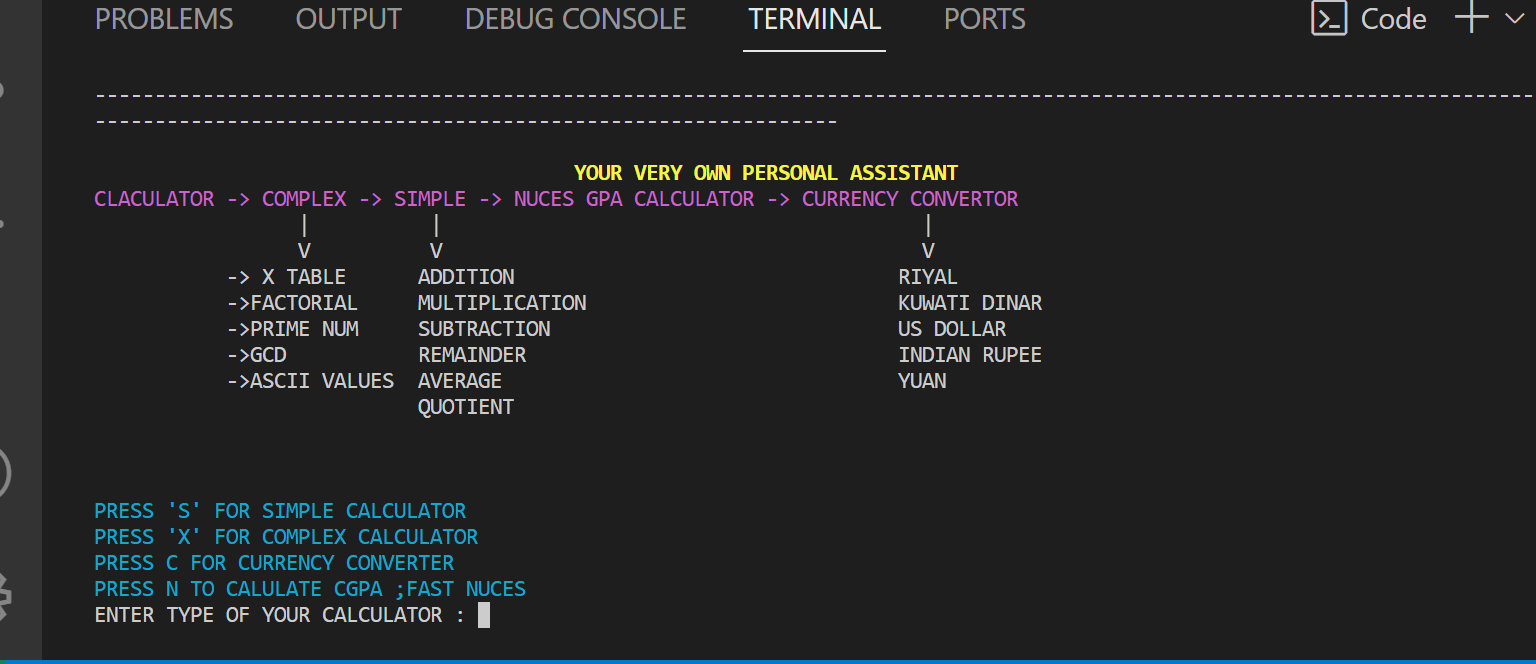 PROBLEMS OUTPUT DEBUG CONSOLE TERMINAL PORTS Code
------------------------------------------------------------------------------------------------------------------------
--------------------------------------------------------------
YOUR VERY OWN PERSONAL ASSISTANT
CLACULATOR -> COMPLEX -> SIMPLE -> NUCES GPA CALCULATOR -> CURRENCY CONVERTOR
| | |
V V V
-> X TABLE ADDITION RIYAL
->FACTORIAL MULTIPLICATION KUWATI DINAR
->PRIME NUM SUBTRACTION US DOLLAR
->GCD REMAINDER INDIAN RUPEE
->ASCII VALUES AVERAGE YUAN
QUOTIENT
PRESS 'S' FOR SIMPLE CALCULATOR
PRESS 'X' FOR COMPLEX CALCULATOR
PRESS C FOR CURRENCY CONVERTER
PRESS N TO CALULATE CGPA ;FAST NUCES
ENTER TYPE OF YOUR CALCULATOR :